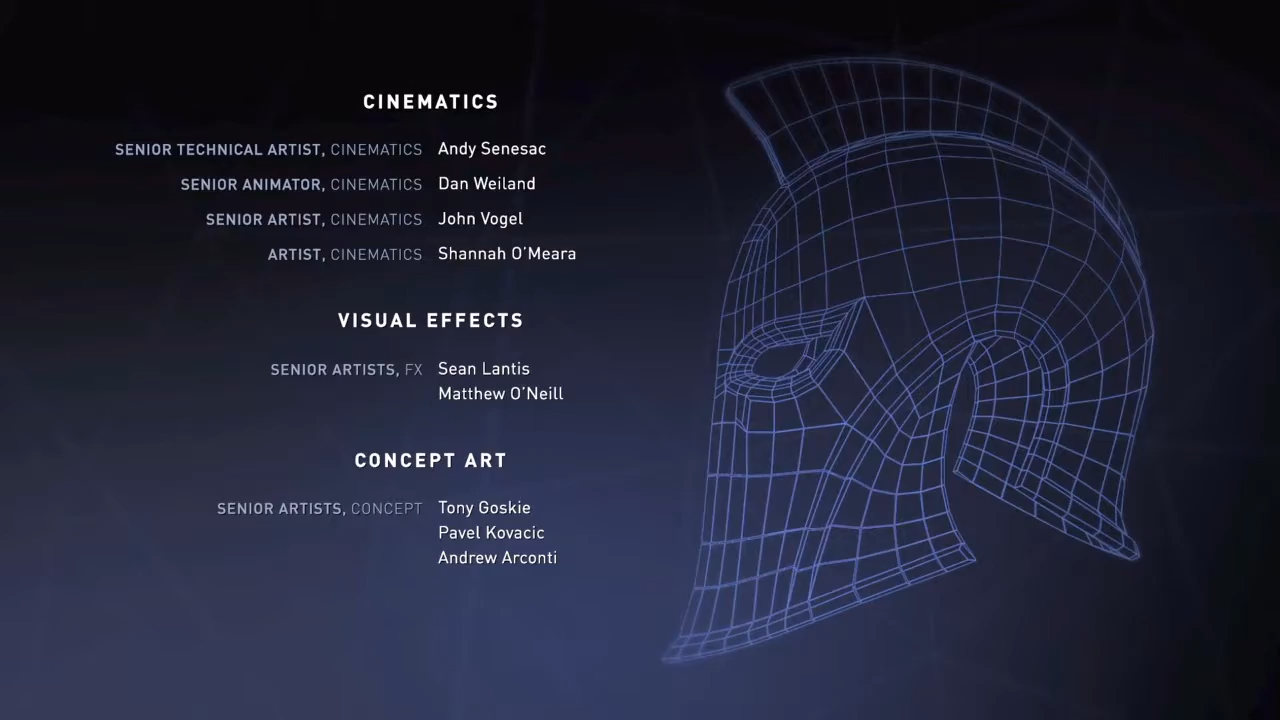 CINEMATICS
SENIOR TECHNICAL ARTIST, CINEMATICS Andy Senesac
SENIOR ANIMATOR, CINEMATICS Dan Weiland
SENIOR ARTIST, CINEMATICS John Vogel
ARTIST, CINEMATICS Shannah O'Meara
VISUAL EFFECTS
SENIOR ARTISTS, FX Sean Lantis
Matthew O'Neill
CONCEPT ART
SENIOR ARTISTS, CONCEPT Tony Goskie
Pavel Kovacic
Andrew Arconti